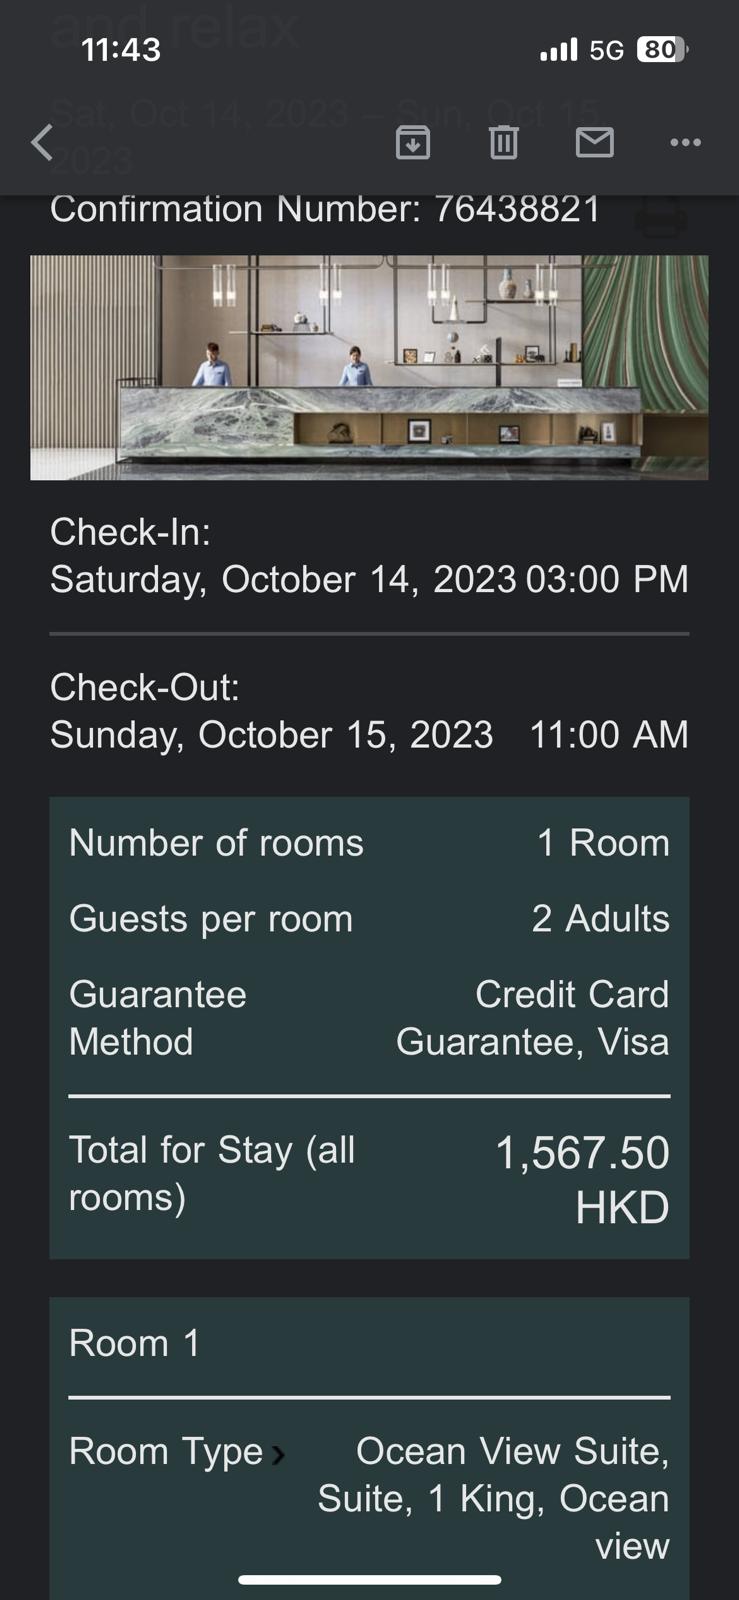 and relax
11:43
5G
80
Sat, Oct 14, 2023 – Sun, Oct 15,
2023
Confirmation Number: 76438821
Check-In:
Saturday, October 14, 2023 03:00 PM
Check-Out:
Sunday, October 15, 2023 11:00 AM
Number of rooms 1 Room
Guests per room 2 Adults
Guarantee Credit Card
Method Guarantee, Visa
Total for Stay (all 1,567.50
rooms) HKD
Room 1
Room Type › Ocean View Suite,
Suite, 1 King, Ocean
view